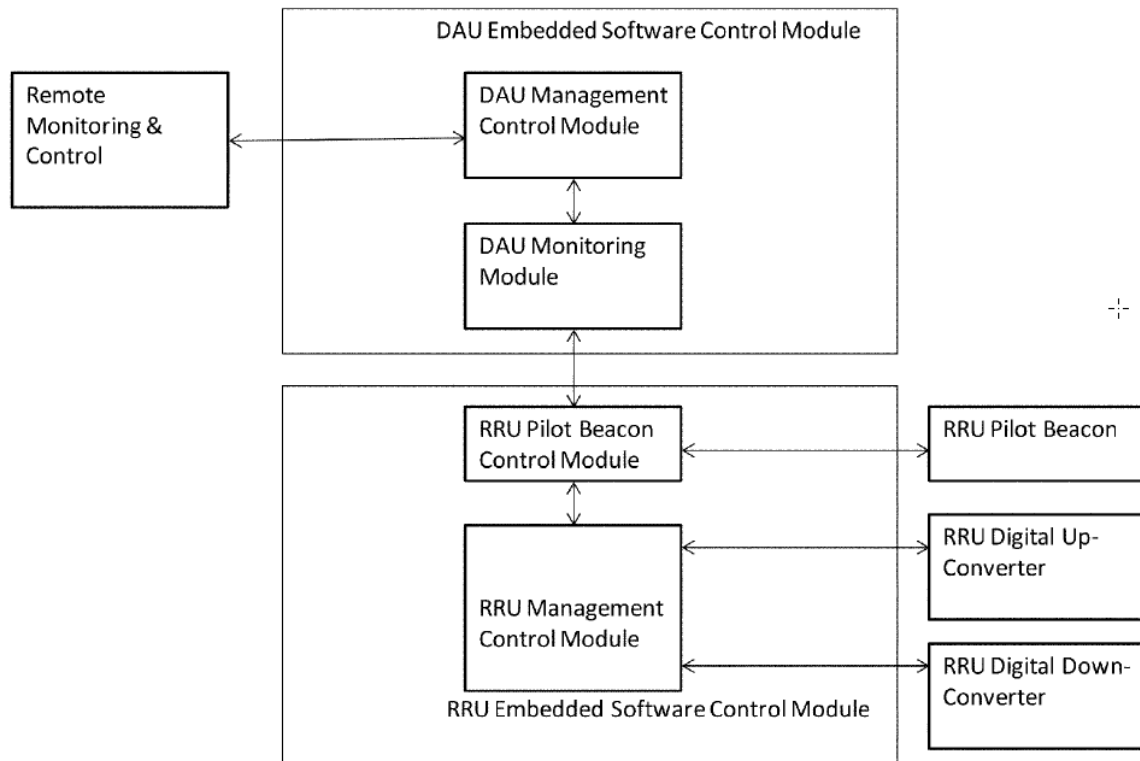 DAU Embedded Software Control Module
Remote
Monitoring &
Control
DAU Management
Control Module
DAU Monitoring
Module
RRU Pilot Beacon
Control Module
RRU Pilot Beacon
RRU Digital Up-
Converter
RRU Management
Control Module
RRU Digital Down-
Converter
RRU Embedded Software Control Module